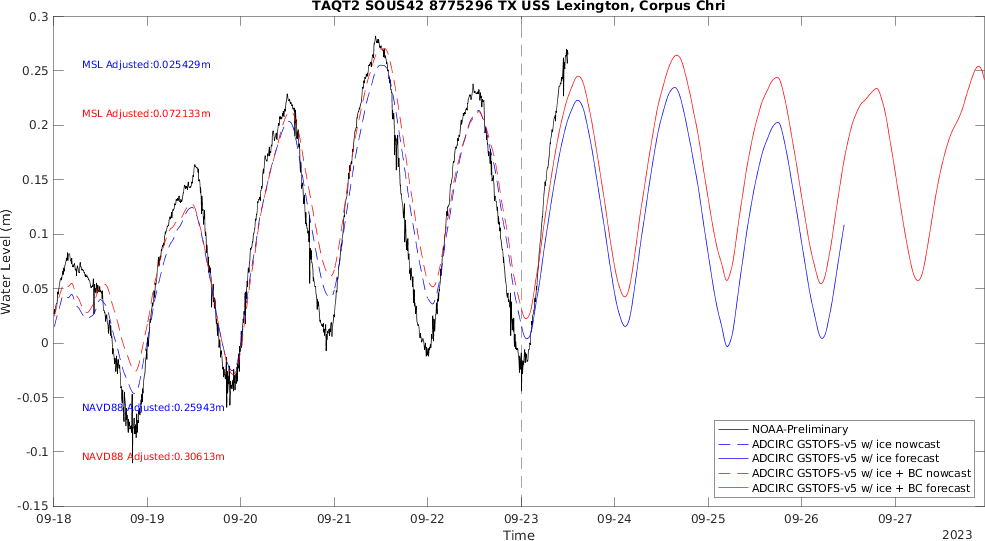 TAQT2 SOUS42 8775296 TX USS Lexington, Corpus Chri
0.3
0.25
0.2
0.15
0.1
0.05
0
-0.05
-0.1
-0.15
Water Level (m)
MSL Adjusted:0.025429m
MSL Adjusted:0.072133m
NAVD88 Adjusted:0.25943m
NAVD88 Adjusted:0.30613m
NOAA-Preliminary
ADCIRC GSTOFS-v5 w/ ice nowcast
ADCIRC GSTOFS-v5 w/ ice forecast
ADCIRC GSTOFS-v5 w/ ice + BC nowcast
ADCIRC GSTOFS-v5 w/ ice + BC forecast
09-18 09-19 09-20 09-21 09-22 09-23 09-24 09-25 09-26 09-27
Time
2023